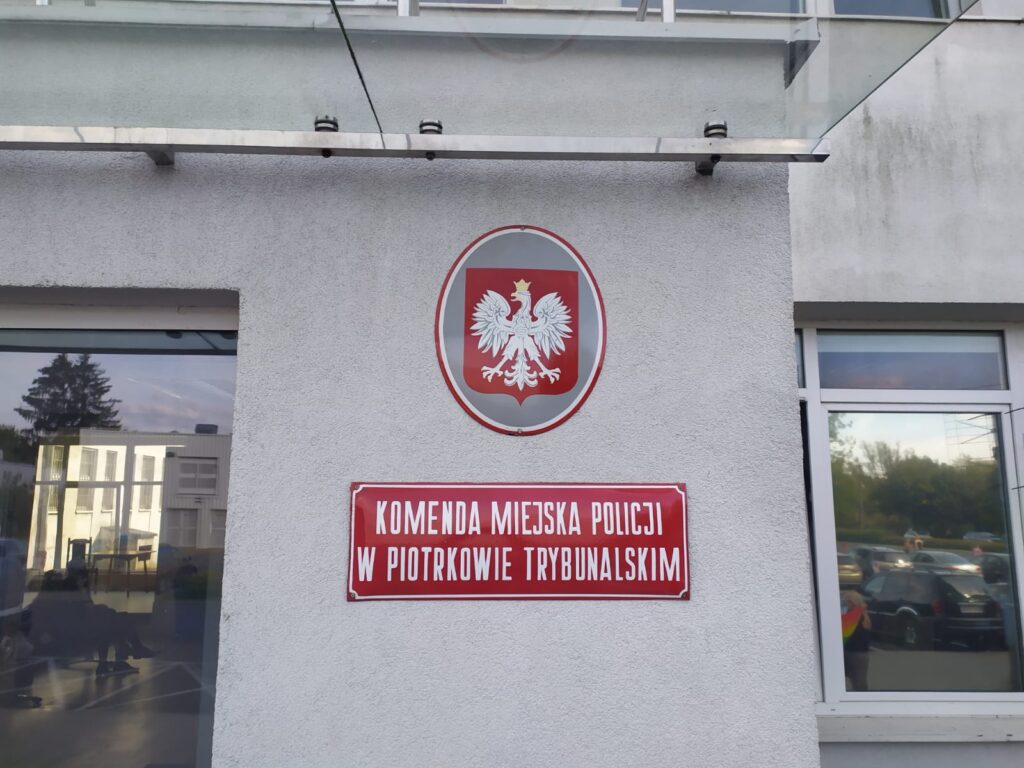 KOMENDA MIEJSKA POLICJI
W PIOTRKOWIE TRYBUNALSKIM